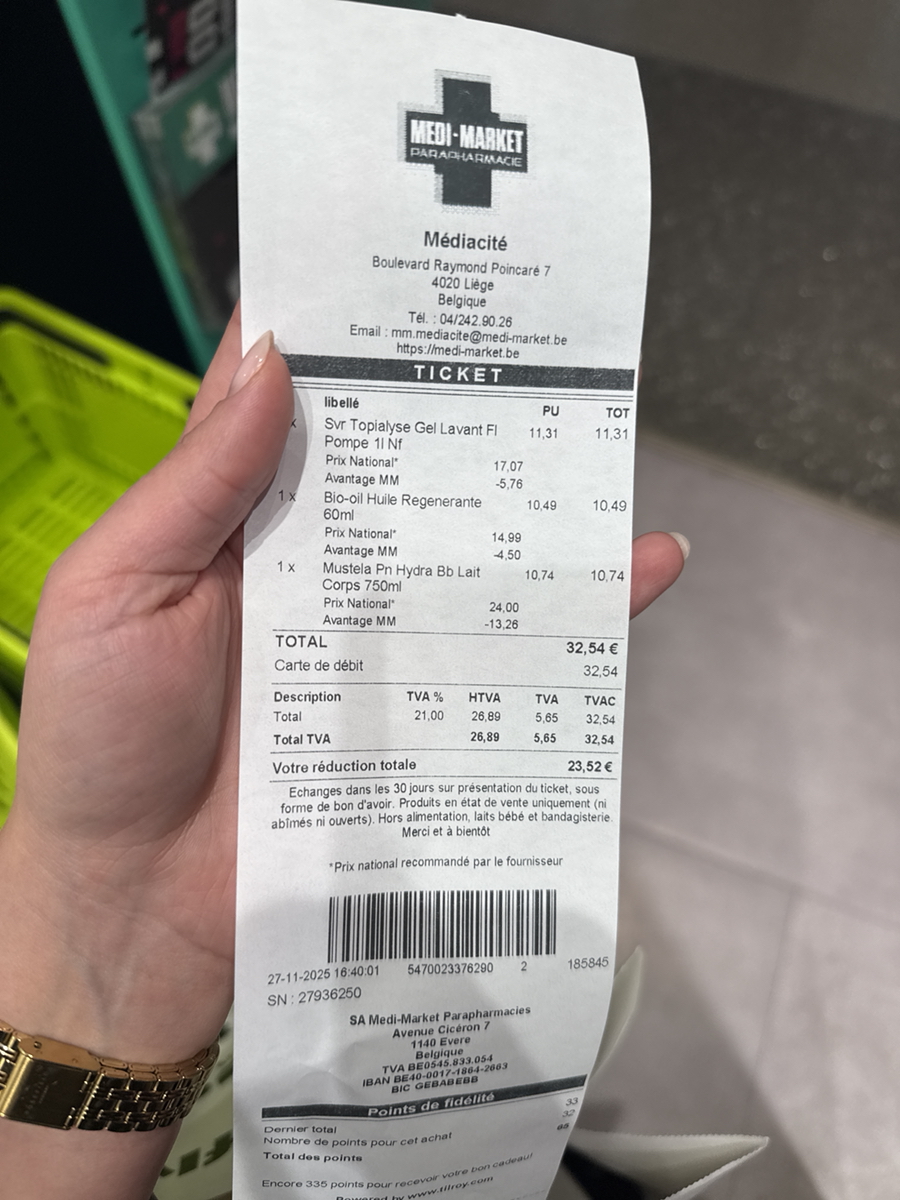 MEDI-MARKET
PARAPHARMACIE
Médiacité
Boulevard Raymond Poincaré 7
4020 Liège
Belgique
Tél. : 04/242.90.26
Email : mm.mediacite@medi-market.be
https://medi-market.be
TICKET
libellé PU TOT
x Svr Topialyse Gel Lavant Fl 11,31 11,31
Pompe 1l Nf
Prix National* 17,07
Avantage MM -5,76
1 x Bio-oil Huile Regenerante 10,49 10,49
60ml
Prix National* 14,99
Avantage MM -4,50
1 x Mustela Pn Hydra Bb Lait 10,74 10,74
Corps 750ml
Prix National* 24,00
Avantage MM -13,26
TOTAL 32,54 €
Carte de débit 32,54
Description TVA % HTVA TVA TVAC
Total 21,00 26,89 5,65 32,54
Total TVA 26,89 5,65 32,54
Votre réduction totale 23,52 €
Echanges dans les 30 jours sur présentation du ticket, sous
forme de bon d'avoir. Produits en état de vente uniquement (ni
abîmés ni ouverts). Hors alimentation, laits bébé et bandagisterie.
Merci et à bientôt
*Prix national recommandé par le fournisseur
27-11-2025 16:40:01 5470023376290 2 185845
SN : 27936250
SA Medi-Market Parapharmacies
Avenue Cicéron 7
1140 Evere
Belgique
TVA BE0545.833.054
IBAN BE40-0017-1864-2663
BIC GEBABEBB
Points de fidélité
Dernier total 33
Nombre de points pour cet achat 32
Total des points
Encore 335 points pour recevoir votre bon cadeau!
Powered by www.tilroy.com